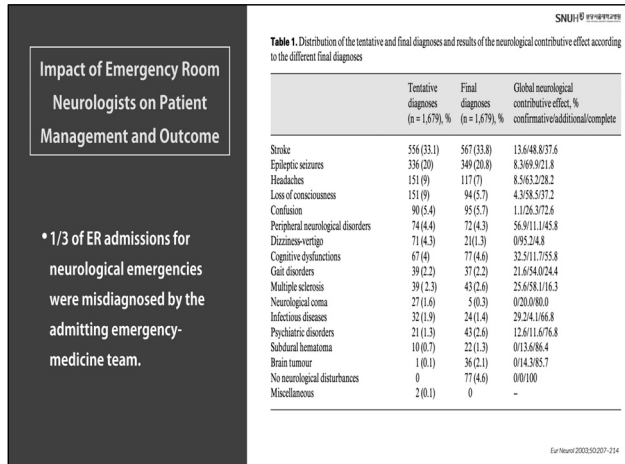 SNUH 분당서울대학교병원
Impact of Emergency Room
Neurologists on Patient
Management and Outcome
• 1/3 of ER admissions for
neurological emergencies
were misdiagnosed by the
admitting emergency-
medicine team.
Table 1. Distribution of the tentative and final diagnoses and results of the neurological contributive effect according
to the different final diagnoses
Tentative Final Global neurological
diagnoses diagnoses contributive effect, %
(n = 1,679), % (n = 1,679), % confirmative/additional/complete
Stroke 556 (33.1) 567 (33.8) 13.6/48.1/37.6
Epileptic seizures 336 (20) 349 (20.8) 8.3/69.9/21.8
Headaches 151 (9) 117 (7) 8.5/63.2/28.2
Loss of consciousness 151 (9) 94 (5.7) 4.3/58.5/37.2
Confusion 90 (5.4) 95 (5.7) 1.1/26.3/72.6
Peripheral neurological disorders 74 (4.4) 72 (4.3) 56.9/11.1/45.8
Dizziness-vertigo 71 (4.3) 21(1.3) 0/95.2/4.8
Cognitive dysfunctions 67 (4) 77 (4.6) 32.5/11.7/55.8
Gait disorders 39 (2.2) 37 (2.2) 21.6/54.0/24.4
Multiple sclerosis 39 ( 2.3) 43 (2.6) 25.6/58.1/16.3
Neurological coma 27 (1.6) 5 (0.3) 0/20.0/80.0
Infectious diseases 32 (1.9) 24 (1.4) 29.2/4.1/66.8
Psychiatric disorders 21 (1.3) 43 (2.6) 12.6/11.6/76.8
Subdural hematoma 10 (0.7) 22 (1.3) 0/13.6/86.4
Brain tumour 1 (0.1) 36 (2.1) 0/14.3/85.7
No neurological disturbances 0 77 (4.6) 0/0/100
Miscellaneous 2 (0.1) 0 –
Eur Neurol 2003;50:207–214